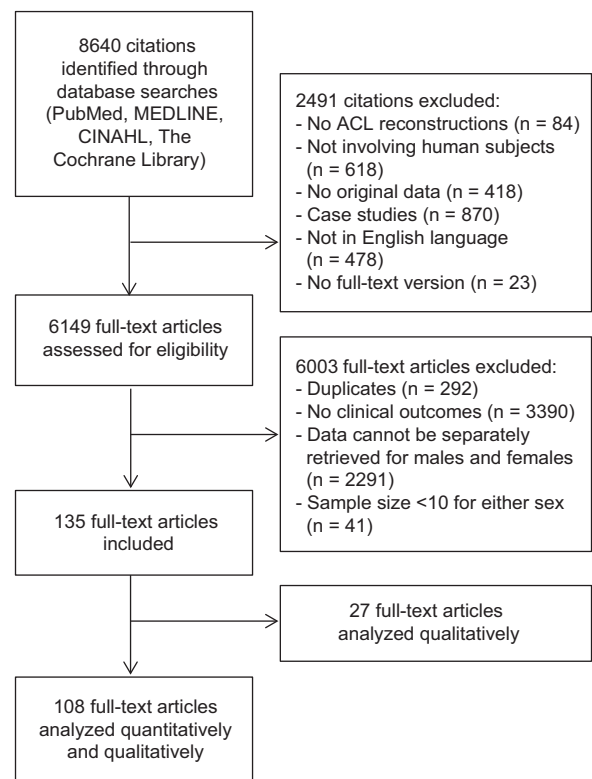 8640 citations
identified through
database searches
(PubMed, MEDLINE,
CINAHL, The
Cochrane Library)
2491 citations excluded:
- No ACL reconstructions (n = 84)
- Not involving human subjects
(n = 618)
- No original data (n = 418)
- Case studies (n = 870)
- Not in English language
(n = 478)
- No full-text version (n = 23)
6149 full-text articles
assessed for eligibility
6003 full-text articles excluded:
- Duplicates (n = 292)
- No clinical outcomes (n = 3390)
- Data cannot be separately
retrieved for males and females
(n = 2291)
- Sample size <10 for either sex
(n = 41)
135 full-text articles
included
27 full-text articles
analyzed qualitatively
108 full-text articles
analyzed quantitatively
and qualitatively